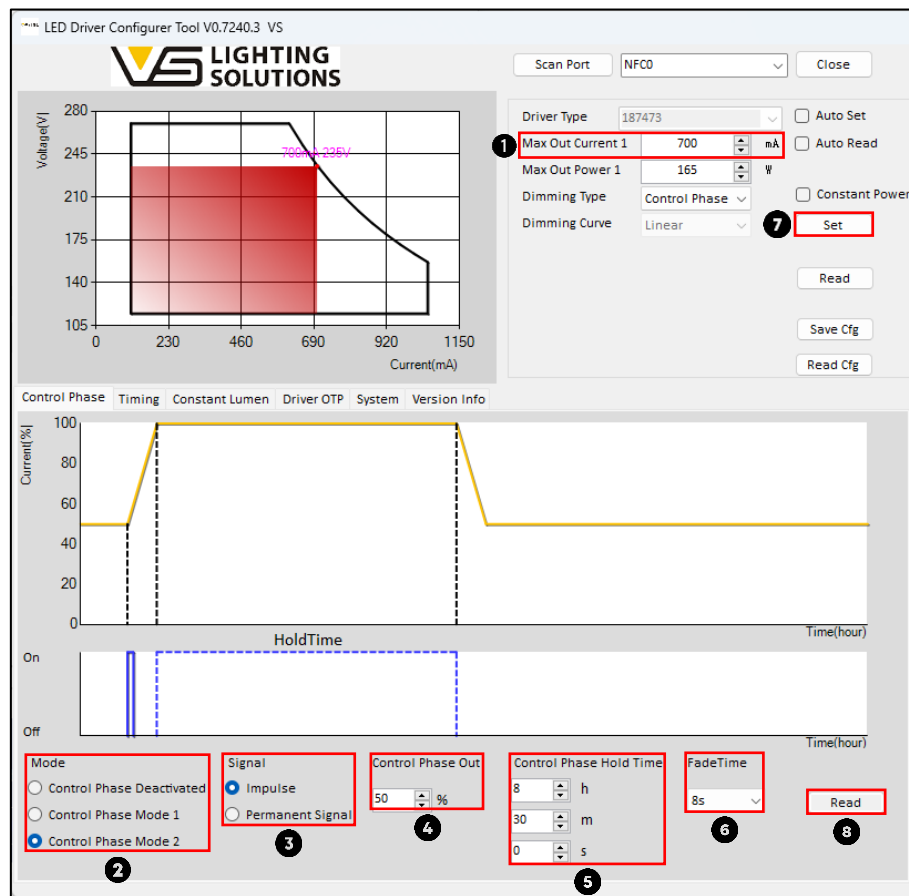 LED Driver Configurer Tool V0.7240.3 VS
VS LIGHTING SOLUTIONS
Scan Port NFC0 Close
Voltage[V]
280
245
210
175
140
105
700mA 235V
0 230 460 690 920 1150
Current(mA)
Driver Type 187473 Auto Set
1 Max Out Current 1 700 mA Auto Read
Max Out Power 1 165 W
Dimming Type Control Phase Constant Power
Dimming Curve Linear 7 Set
Read
Save Cfg
Read Cfg
Control Phase Timing Constant Lumen Driver OTP System Version Info
Current[%]
100
80
60
40
20
0
Time(hour)
HoldTime
On
Off
Time(hour)
Mode
Control Phase Deactivated
Control Phase Mode 1
Control Phase Mode 2
2
Signal
Impulse
Permanent Signal
3
Control Phase Out
50 %
4
Control Phase Hold Time
8 h
30 m
0 s
5
FadeTime
8s
6
Read
8